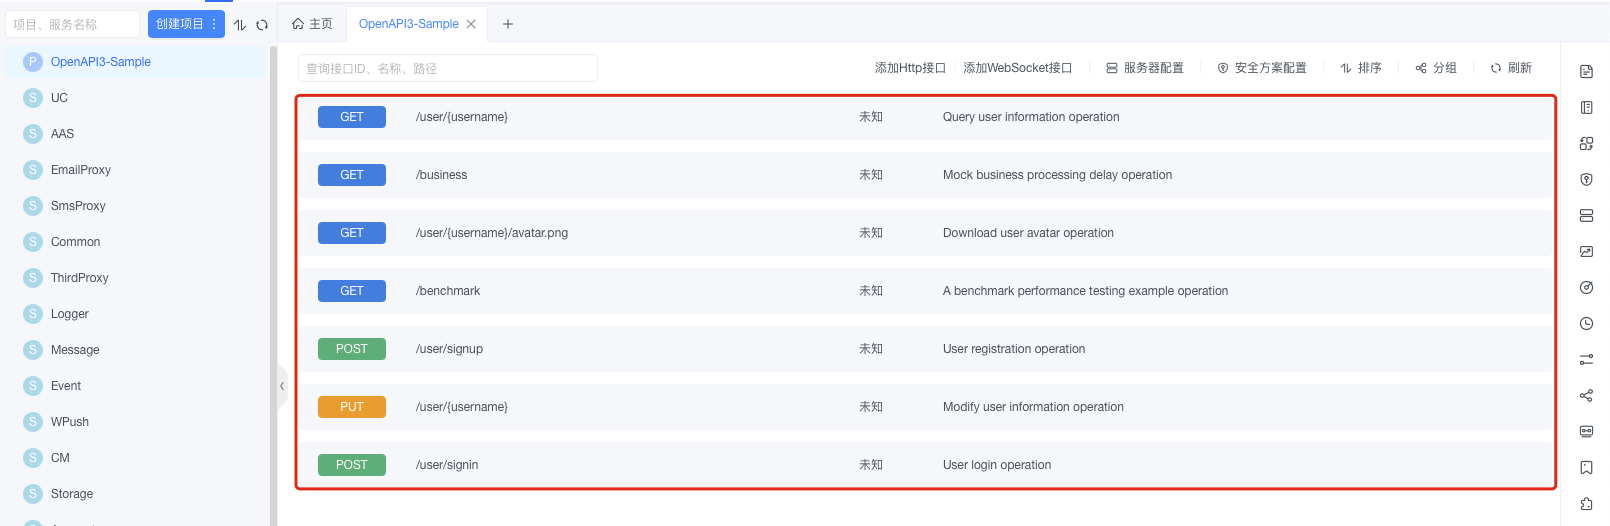 项目、服务名称
创建项目
主页
OpenAPI3-Sample
P OpenAPI3-Sample
S UC
S AAS
S EmailProxy
S SmsProxy
S Common
S ThirdProxy
S Logger
S Message
S Event
S WPush
S CM
S Storage
查询接口ID、名称、路径
添加Http接口
添加WebSocket接口
服务器配置
安全方案配置
排序
分组
刷新
GET /user/{username} 未知 Query user information operation
GET /business 未知 Mock business processing delay operation
GET /user/{username}/avatar.png 未知 Download user avatar operation
GET /benchmark 未知 A benchmark performance testing example operation
POST /user/signup 未知 User registration operation
PUT /user/{username} 未知 Modify user information operation
POST /user/signin 未知 User login operation